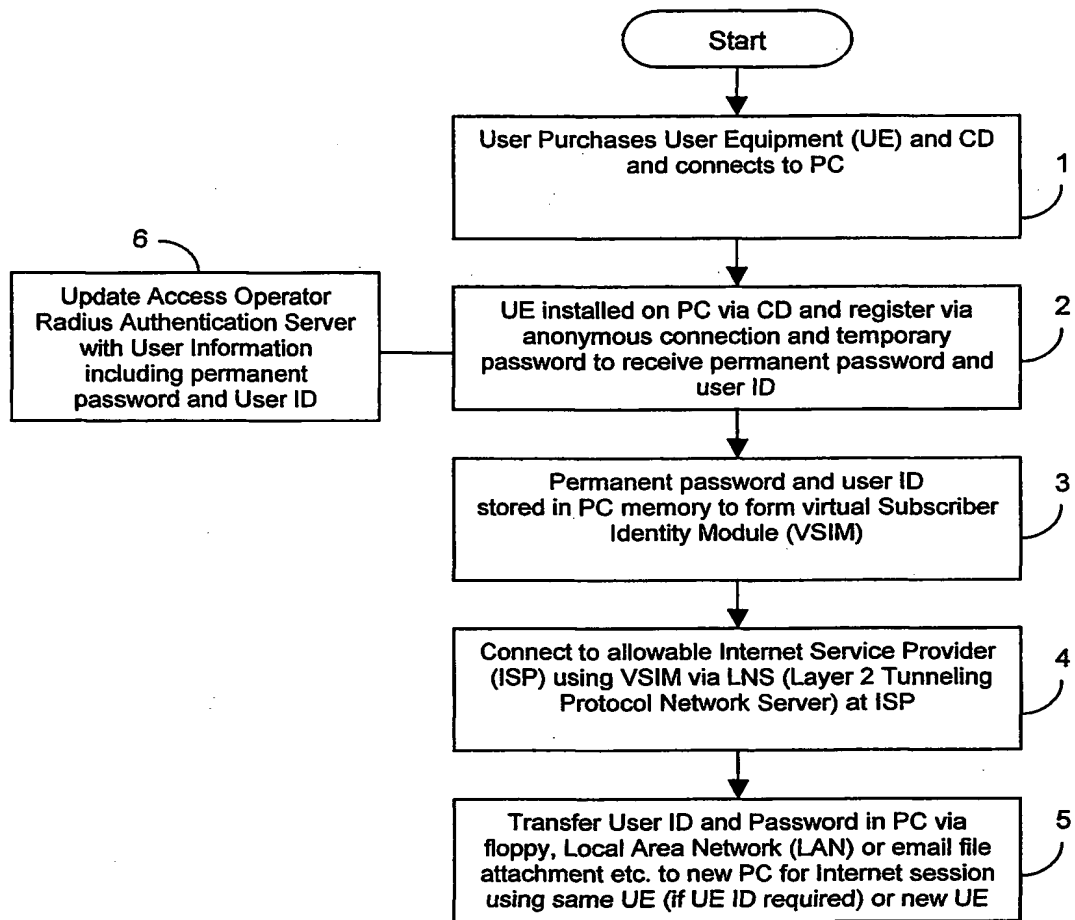 Start
User Purchases User Equipment (UE) and CD
and connects to PC
1
6
Update Access Operator
Radius Authentication Server
with User Information
including permanent
password and User ID
UE installed on PC via CD and register via
anonymous connection and temporary
password to receive permanent password and
user ID
2
Permanent password and user ID
stored in PC memory to form virtual Subscriber
Identity Module (VSIM)
3
Connect to allowable Internet Service Provider
(ISP) using VSIM via LNS (Layer 2 Tunneling
Protocol Network Server) at ISP
4
Transfer User ID and Password in PC via
floppy, Local Area Network (LAN) or email file
attachment etc. to new PC for Internet session
using same UE (if UE ID required) or new UE
5